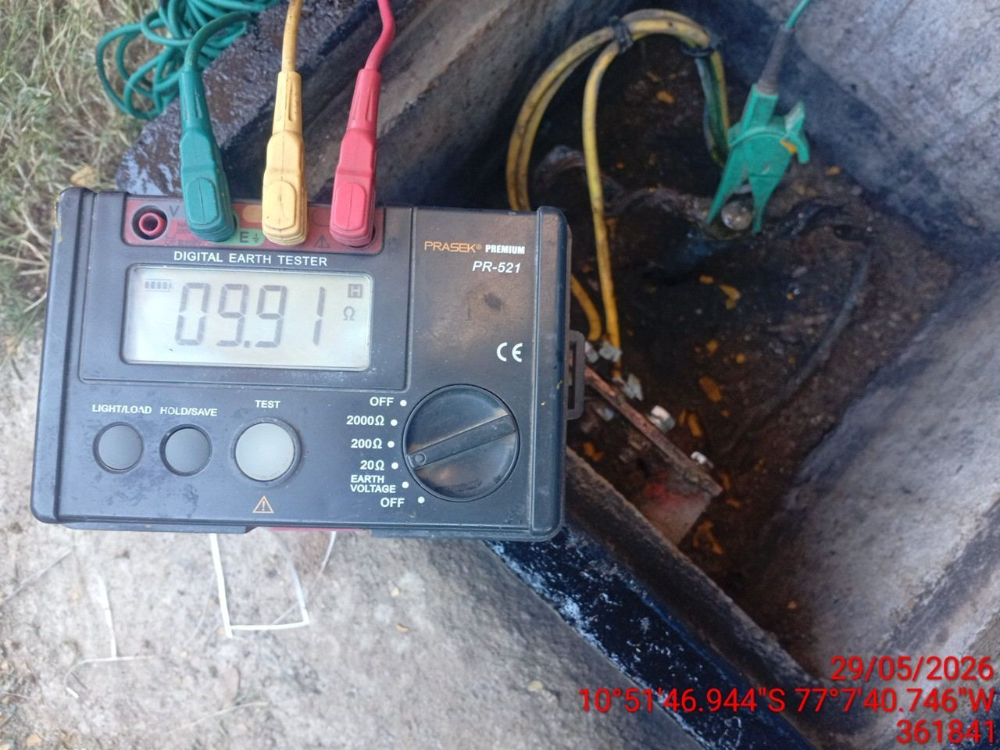 V
E
DIGITAL EARTH TESTER
PRASEK® PREMIUM
PR-521
09.91
H
Ω
CE
LIGHT/LOAD HOLD/SAVE TEST
OFF
2000Ω
200Ω
20Ω
EARTH
VOLTAGE
OFF
29/05/2026
10°51'46.944"S 77°7'40.746"W
361841